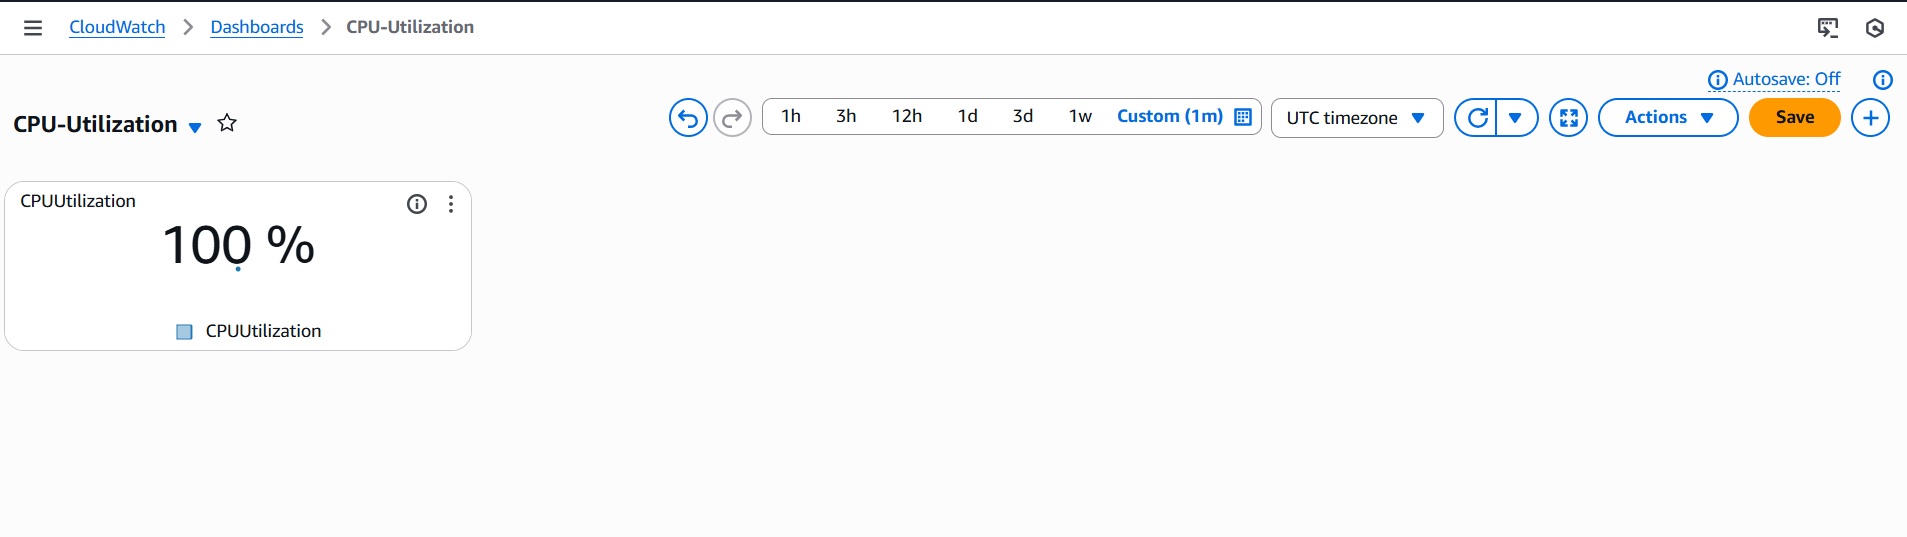 CloudWatch > Dashboards > CPU-Utilization
Autosave: Off
CPU-Utilization
1h 3h 12h 1d 3d 1w Custom (1m) UTC timezone Actions Save
CPUUtilization
100 %
CPUUtilization